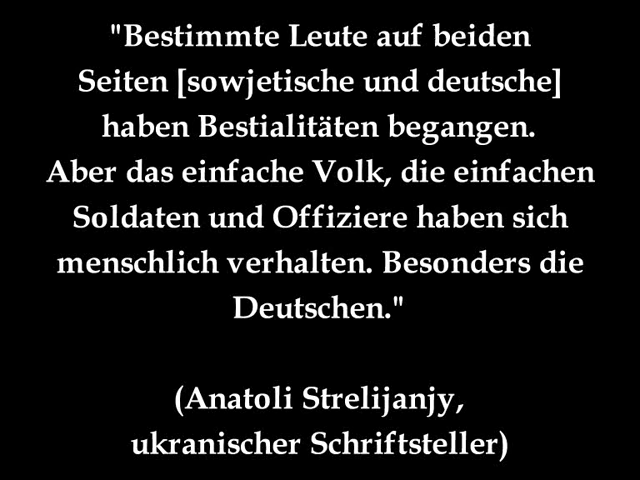 "Bestimmte Leute auf beiden
Seiten [sowjetische und deutsche]
haben Bestialitäten begangen.
Aber das einfache Volk, die einfachen
Soldaten und Offiziere haben sich
menschlich verhalten. Besonders die
Deutschen."
(Anatoli Strelijanjy,
ukranischer Schriftsteller)